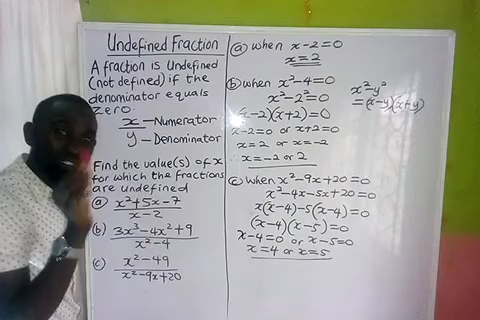 Undefined Fraction
A fraction is undefined
(not defined) if the
denominator equals
zero.
x —Numerator
y —Denominator
Find the value(s) of x
for which the fractions
are undefined
(a) x²+5x-7
x-2
(b) 3x³-4x²+9
x²-4
(c) x²-49
x²-9x+20
(a) when x-2=0
x=2
(b) when x²-4=0
x²-2²=0
(x-2)(x+2)=0
x-2=0 or x+2=0
x=2 or x=-2
x=-2 or 2
x²-y²
=(x-y)(x+y)
(c) when x²-9x+20=0
x²-4x-5x+20=0
x(x-4)-5(x-4)=0
(x-4)(x-5)=0
x-4=0 or x-5=0
x=4 or x=5